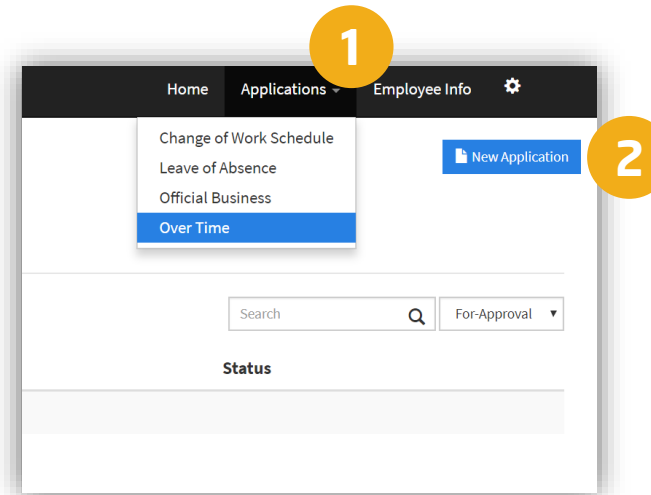 1
Home Applications Employee Info
Change of Work Schedule
Leave of Absence
Official Business
Over Time
New Application
2
Search
For-Approval
Status